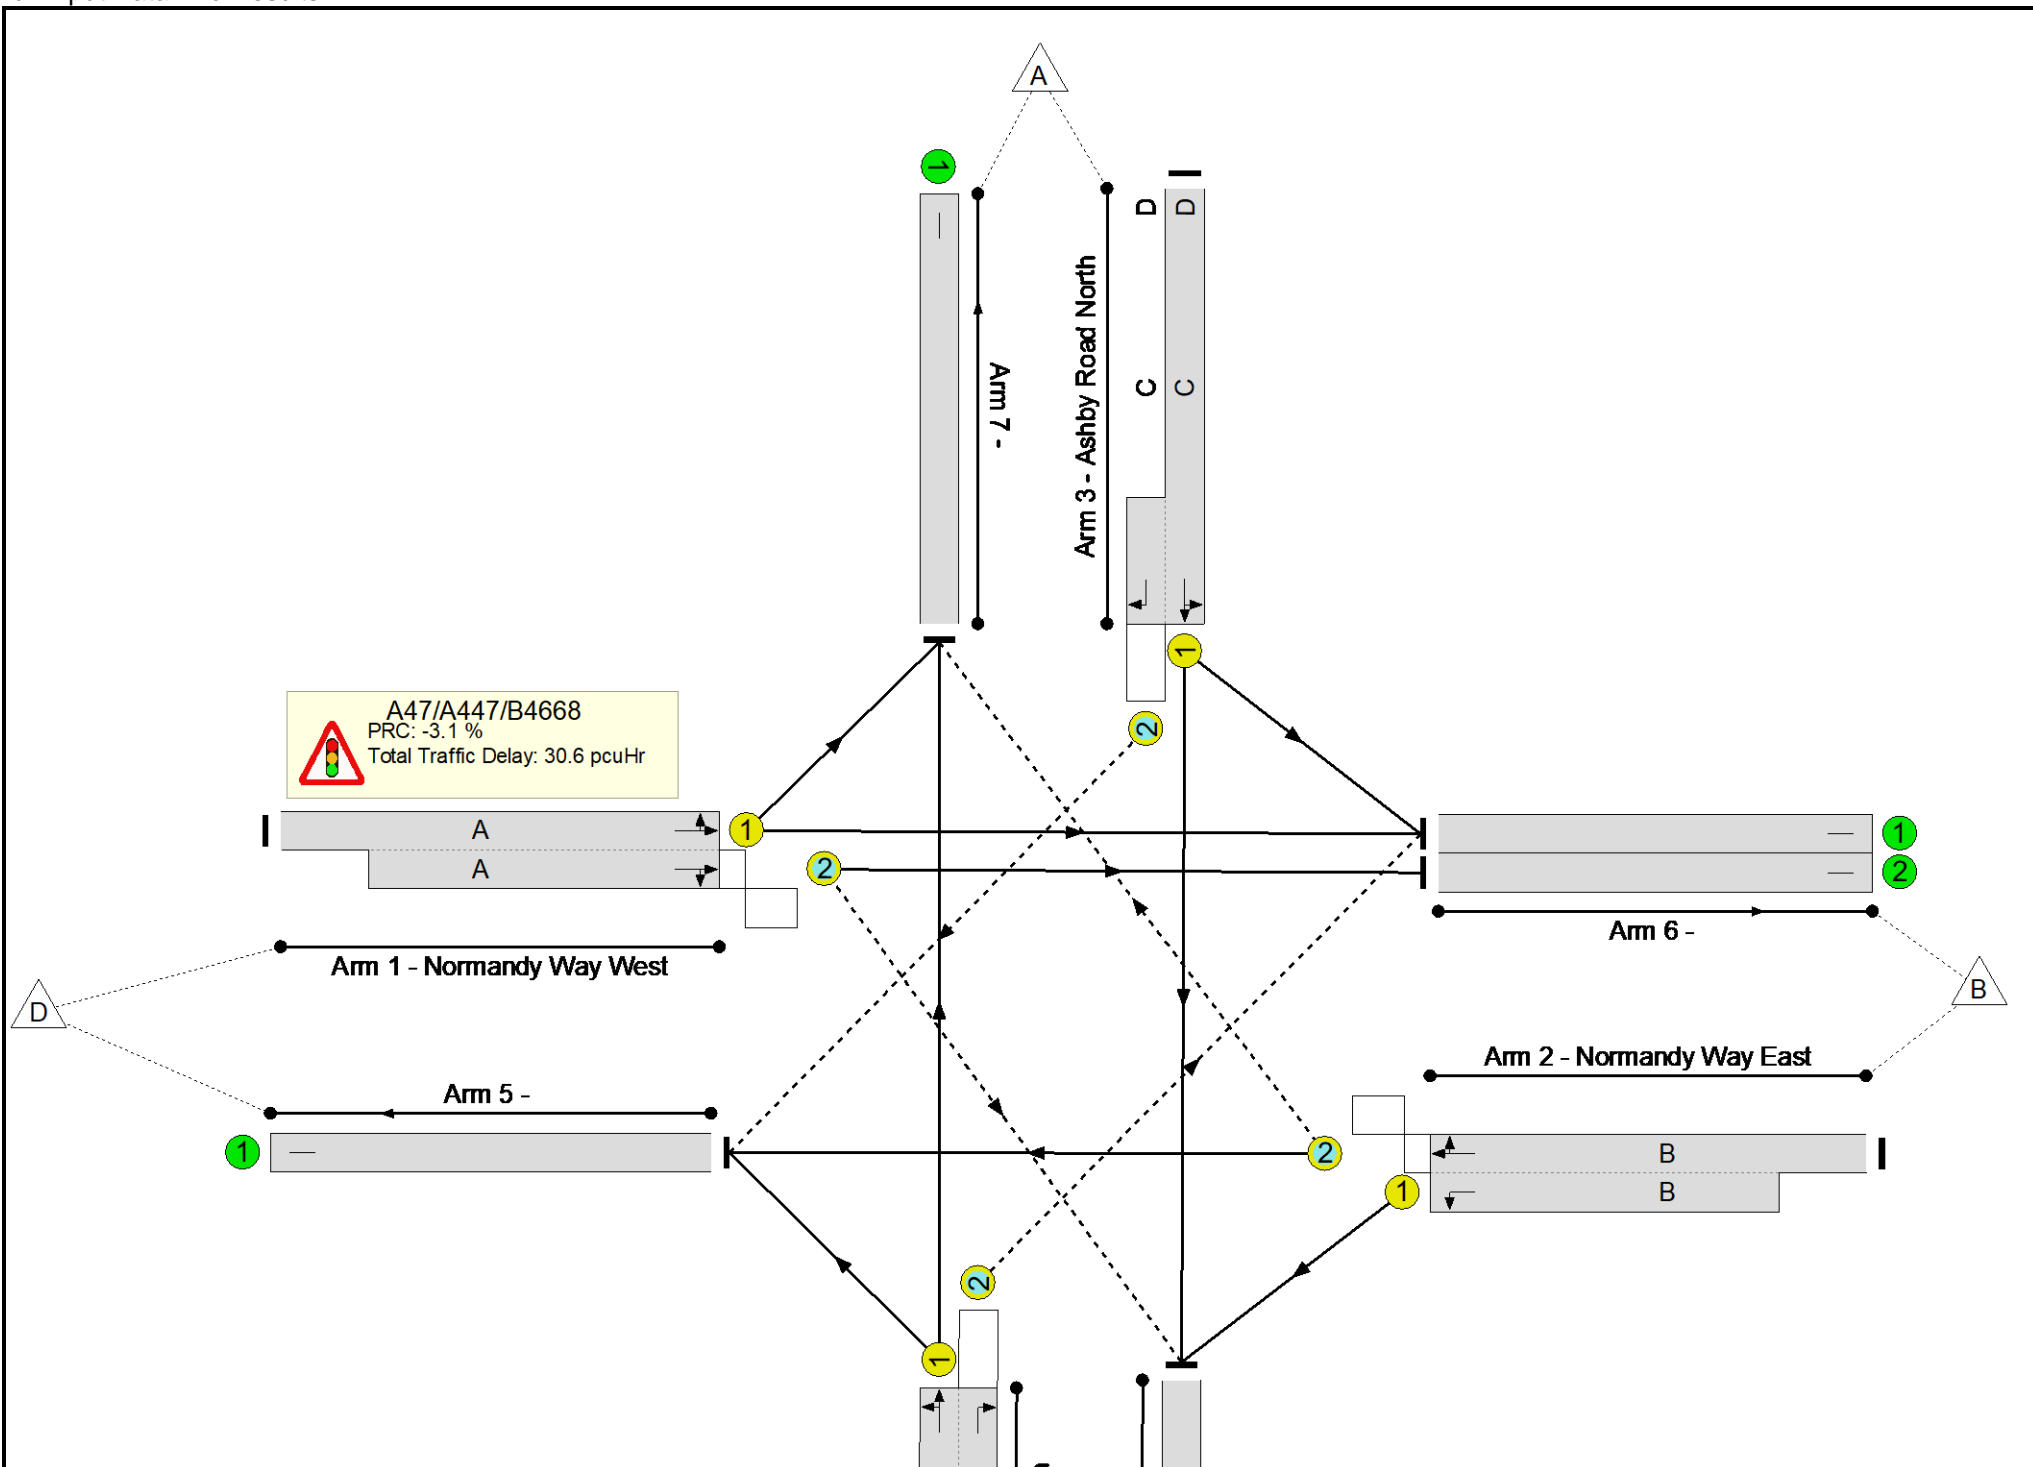 A
1
D
D
Arm 3 - Ashby Road North
Arm 7 -
C
C
1
2
A47/A447/B4668
PRC: -3.1 %
Total Traffic Delay: 30.6 pcuHr
A
1
1
A
2
2
Arm 6 -
Arm 1 - Normandy Way West
D
B
Arm 2 - Normandy Way East
Arm 5 -
1
2
B
1
B
2
1